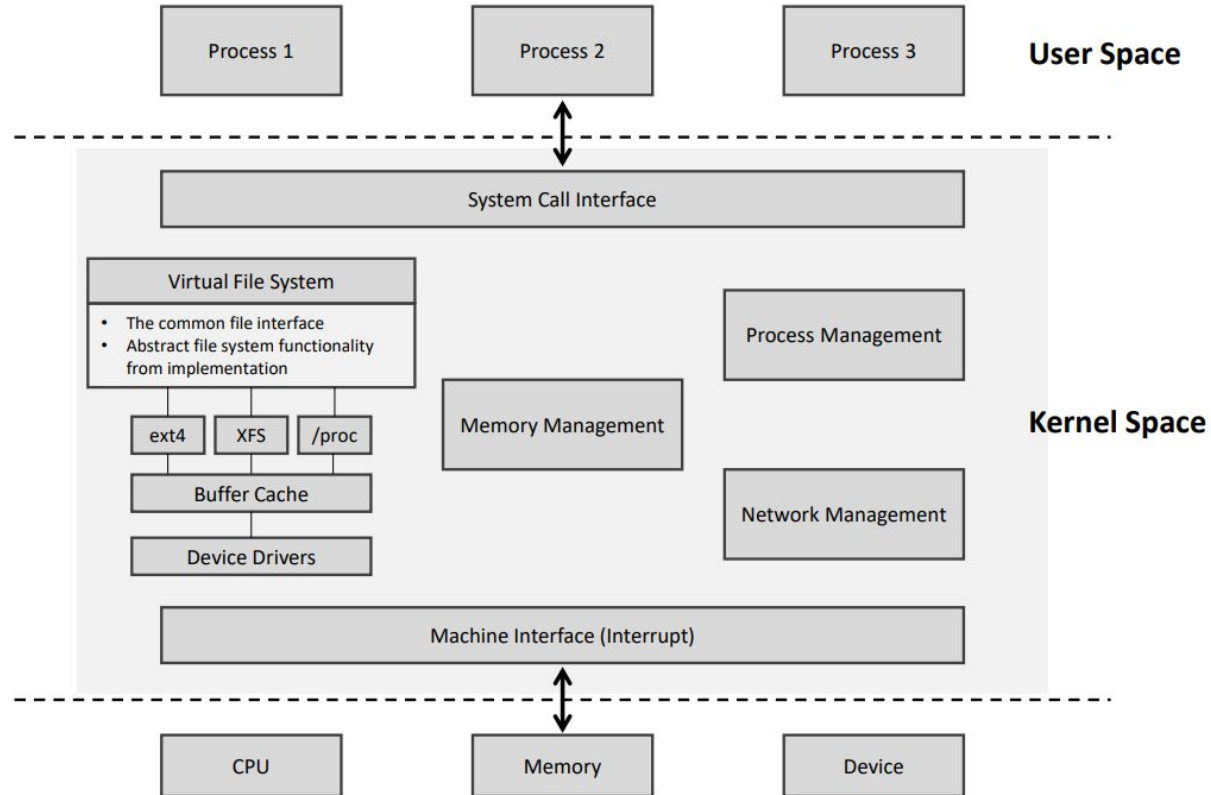 Process 1
Process 2
Process 3
User Space
System Call Interface
Virtual File System
• The common file interface
• Abstract file system functionality
from implementation
Process Management
Memory Management
Kernel Space
ext4
XFS
/proc
Buffer Cache
Network Management
Device Drivers
Machine Interface (Interrupt)
CPU
Memory
Device